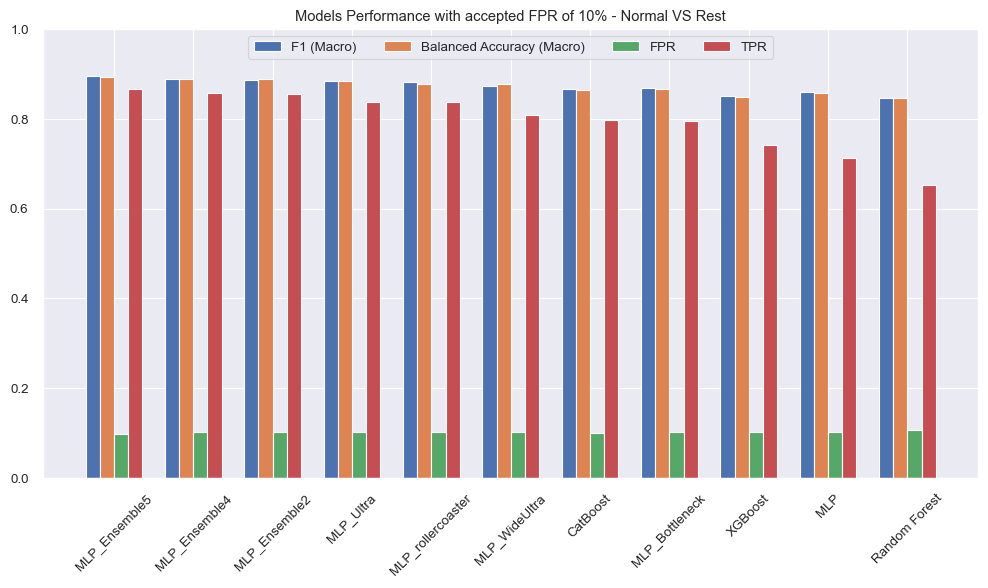 Models Performance with accepted FPR of 10% - Normal VS Rest
F1 (Macro) Balanced Accuracy (Macro) FPR TPR
1.0
0.8
0.6
0.4
0.2
0.0
MLP_Ensemble5
MLP_Ensemble4
MLP_Ensemble2
MLP_Ultra
MLP_rollercoaster
MLP_WideUltra
CatBoost
MLP_Bottleneck
XGBoost
MLP
Random Forest